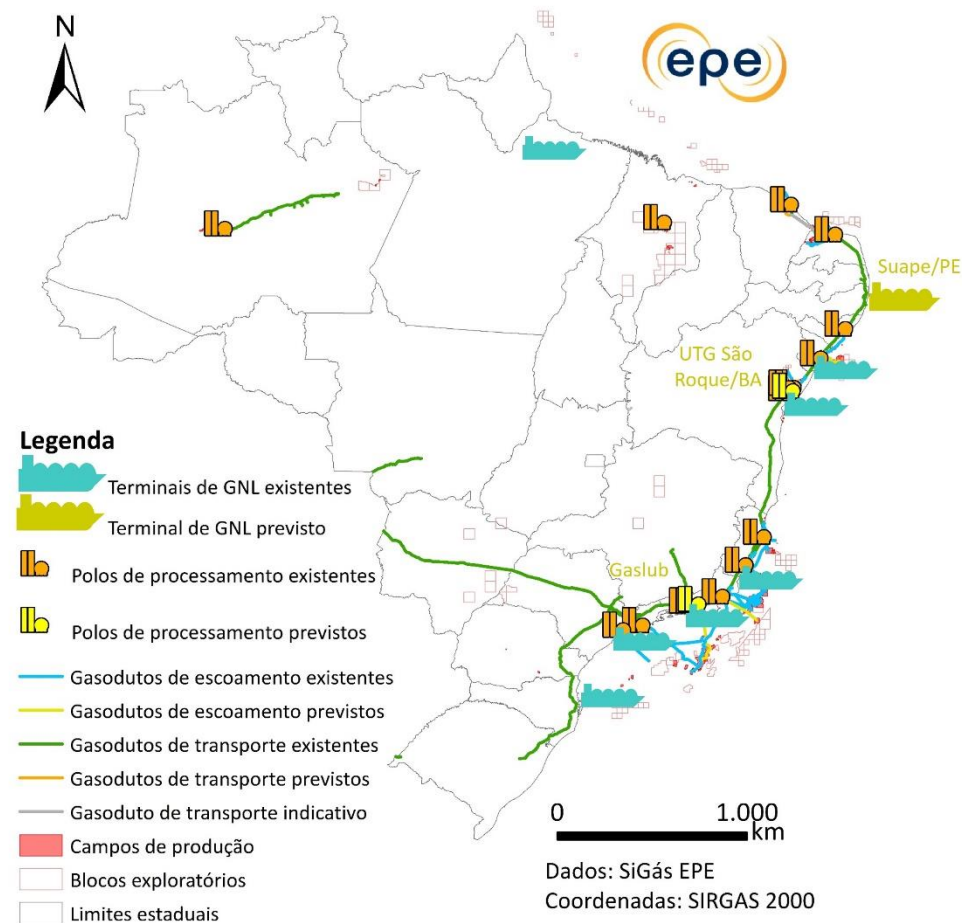 N
epe
Suape/PE
UTG São
Roque/BA
Gaslub
Legenda
Terminais de GNL existentes
Terminal de GNL previsto
Polos de processamento existentes
Polos de processamento previstos
Gasodutos de escoamento existentes
Gasodutos de escoamento previstos
Gasodutos de transporte existentes
Gasodutos de transporte previstos
Gasoduto de transporte indicativo
Campos de produção
Blocos exploratórios
Limites estaduais
0 1.000
km
Dados: SiGás EPE
Coordenadas: SIRGAS 2000